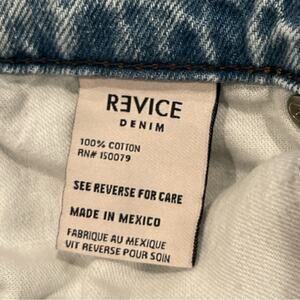 REVICE
DENIM
100% COTTON
RN# 150079
SEE REVERSE FOR CARE
MADE IN MEXICO
FABRIQUE AU MEXIQUE
VIT REVERSE POUR SOIN